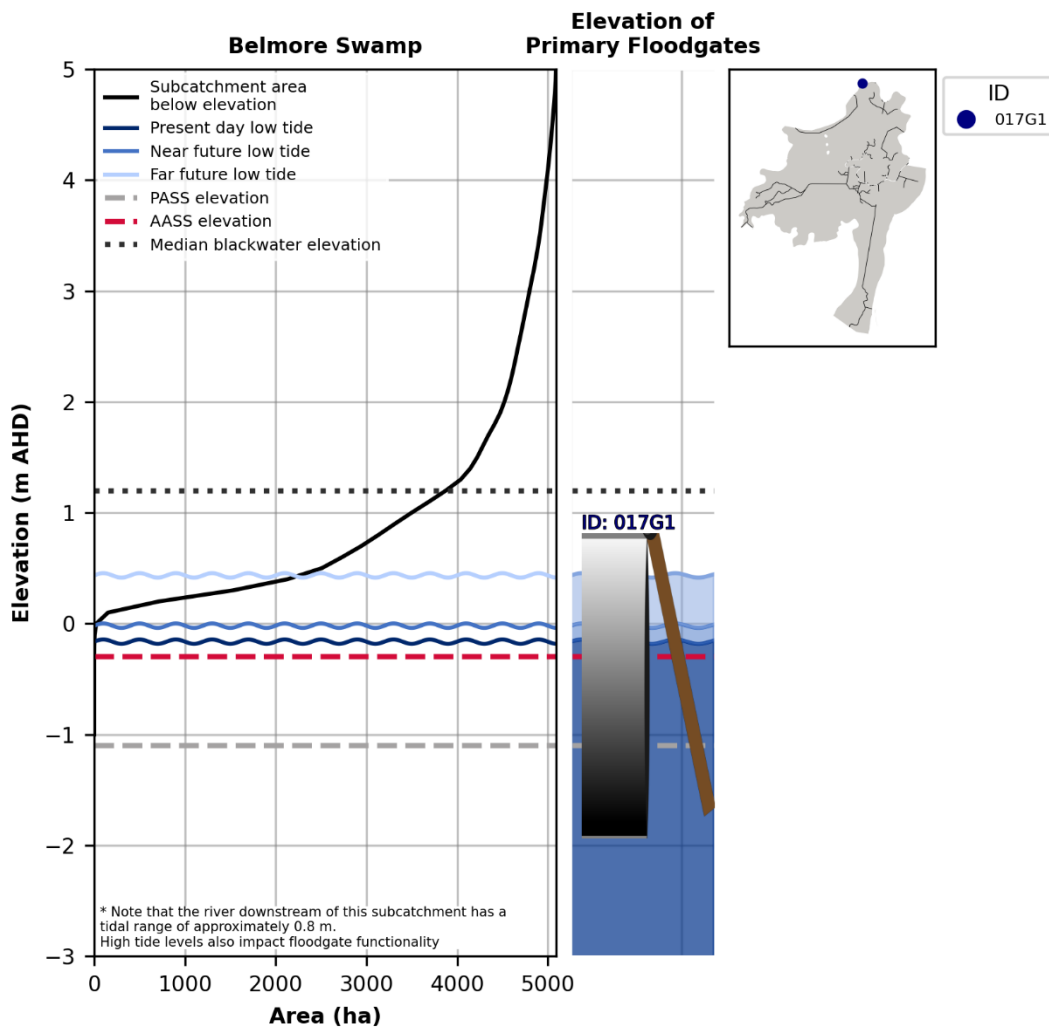 Belmore Swamp
Elevation of
Primary Floodgates
Subcatchment area
below elevation
Present day low tide
Near future low tide
Far future low tide
PASS elevation
AASS elevation
Median blackwater elevation
ID
017G1
5
4
3
2
1
0
−1
−2
−3
Elevation (m AHD)
ID: 017G1
* Note that the river downstream of this subcatchment has a
tidal range of approximately 0.8 m.
High tide levels also impact floodgate functionality
0
1000
2000
3000
4000
5000
Area (ha)